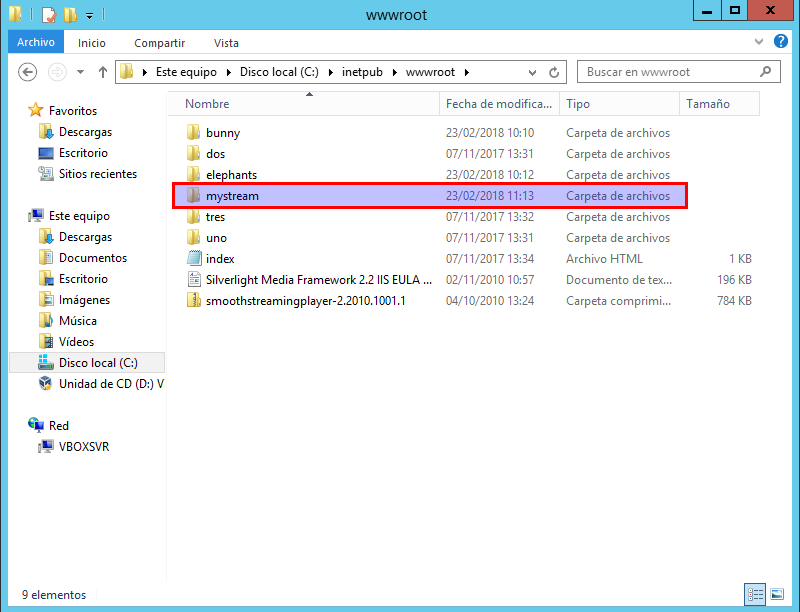 wwwroot
Archivo Inicio Compartir Vista
Este equipo Disco local (C:) inetpub wwwroot Buscar en wwwroot
Nombre Fecha de modifica... Tipo Tamaño
Favoritos
Descargas
Escritorio
Sitios recientes
Este equipo
Descargas
Documentos
Escritorio
Imágenes
Música
Vídeos
Disco local (C:)
Unidad de CD (D:) V
Red
VBOXSVR
bunny 23/02/2018 10:10 Carpeta de archivos
dos 07/11/2017 13:31 Carpeta de archivos
elephants 23/02/2018 10:12 Carpeta de archivos
mystream 23/02/2018 11:13 Carpeta de archivos
tres 07/11/2017 13:32 Carpeta de archivos
uno 07/11/2017 13:31 Carpeta de archivos
index 07/11/2017 13:34 Archivo HTML 1 KB
Silverlight Media Framework 2.2 IIS EULA ... 02/11/2010 10:57 Documento de tex... 196 KB
smoothstreamingplayer-2.2010.1001.1 04/10/2010 13:24 Carpeta comprimi... 784 KB
9 elementos